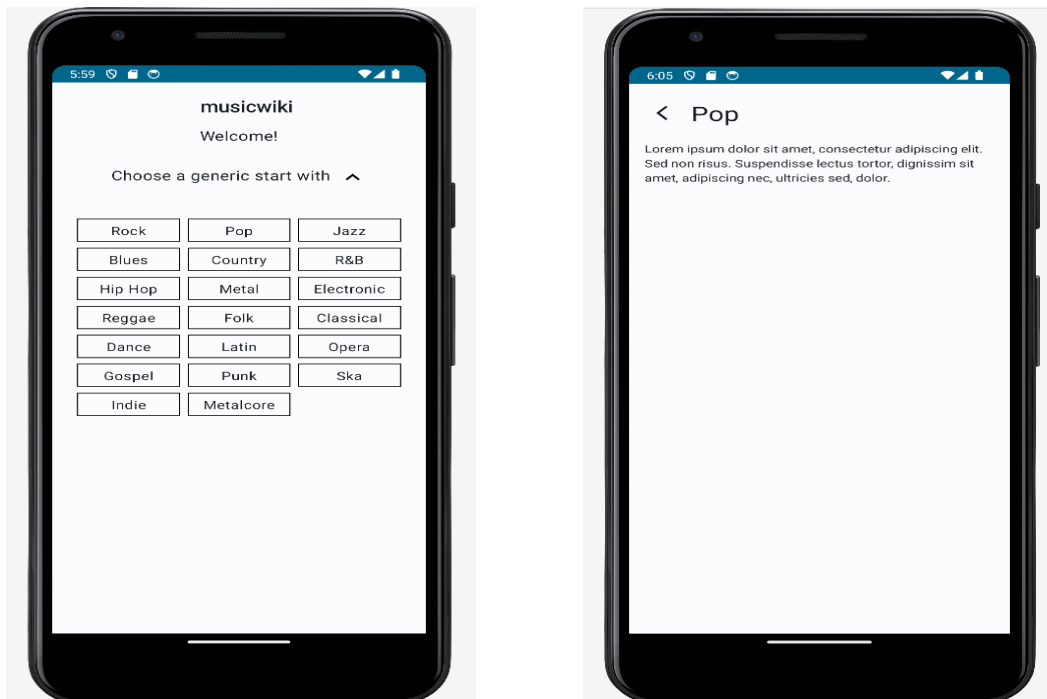 5:59
musicwiki
Welcome!
Choose a generic start with
Rock Pop Jazz
Blues Country R&B
Hip Hop Metal Electronic
Reggae Folk Classical
Dance Latin Opera
Gospel Punk Ska
Indie Metalcore
6:05
Pop
Lorem ipsum dolor sit amet, consectetur adipiscing elit.
Sed non risus. Suspendisse lectus tortor, dignissim sit
amet, adipiscing nec, ultricies sed, dolor.